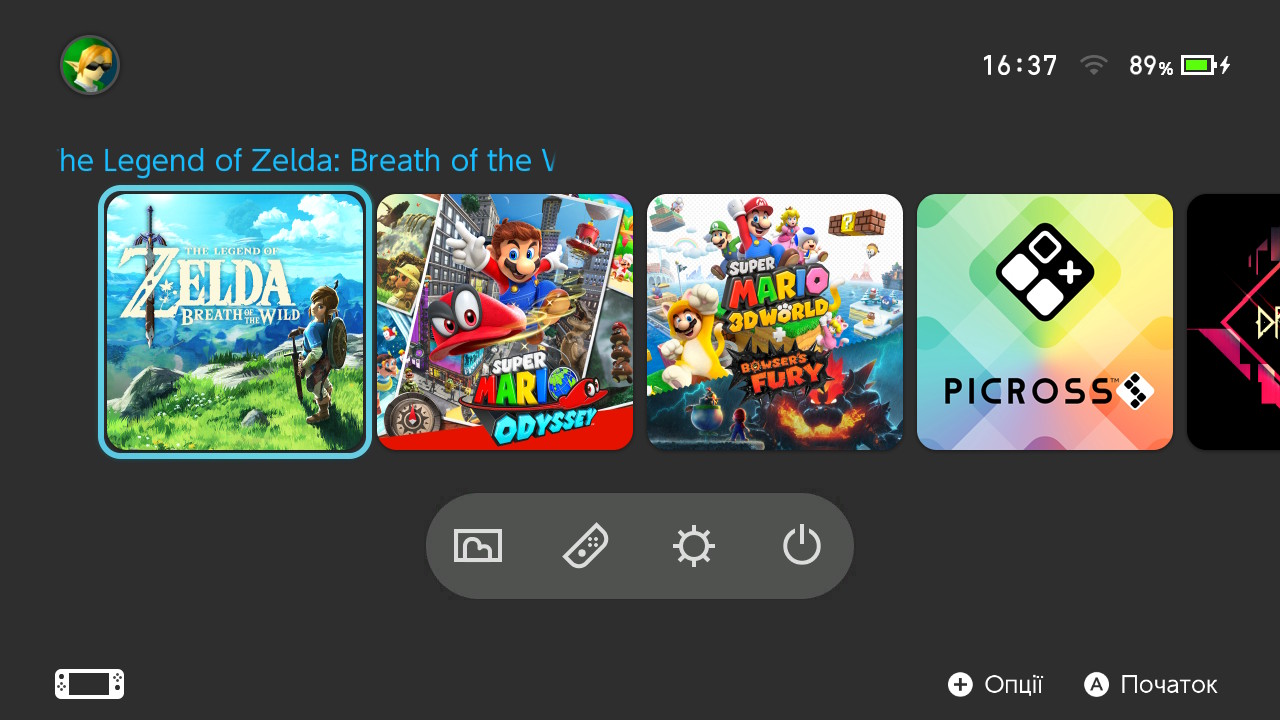 16:37 89%
he Legend of Zelda: Breath of the
THE LEGEND OF
ZELDA
BREATH OF THE WILD
SUPER
MARIO
ODYSSEY
SUPER
MARIO
3D WORLD
BOWSER'S
FURY
PICROSS™
Опції
A Початок